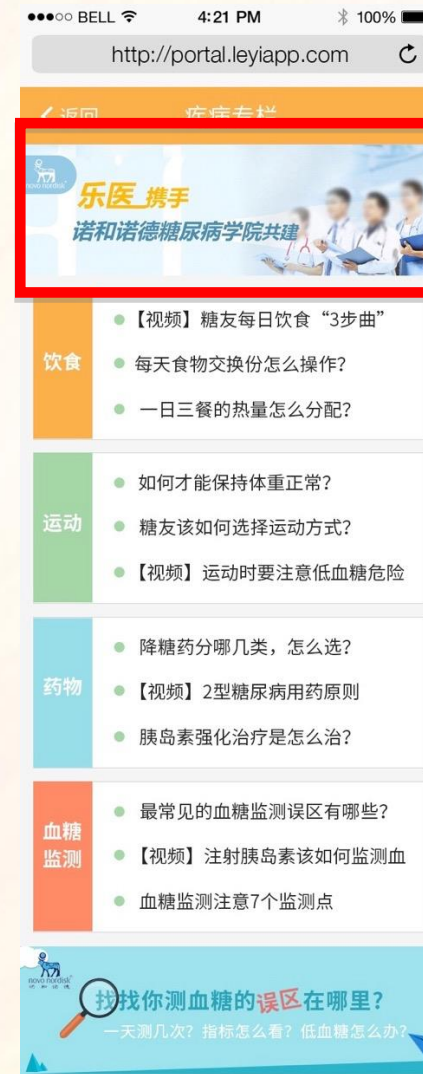 BELL 4:21 PM 100%
http://portal.leyiapp.com
返回 疾病专栏
novo nordisk
乐医 携手
诺和诺德糖尿病学院共建
饮食
【视频】糖友每日饮食“3步曲”
每天食物交换份怎么操作?
一日三餐的热量怎么分配?
运动
如何才能保持体重正常?
糖友该如何选择运动方式?
【视频】运动时要注意低血糖危险
药物
降糖药分哪几类，怎么选?
【视频】2型糖尿病用药原则
胰岛素强化治疗是怎么治?
血糖
监测
最常见的血糖监测误区有哪些?
【视频】注射胰岛素该如何监测血
血糖监测注意7个监测点
novo nordisk
诺和诺德
找找你测血糖的误区在哪里?
一天测几次? 指标怎么看? 低血糖怎么办?